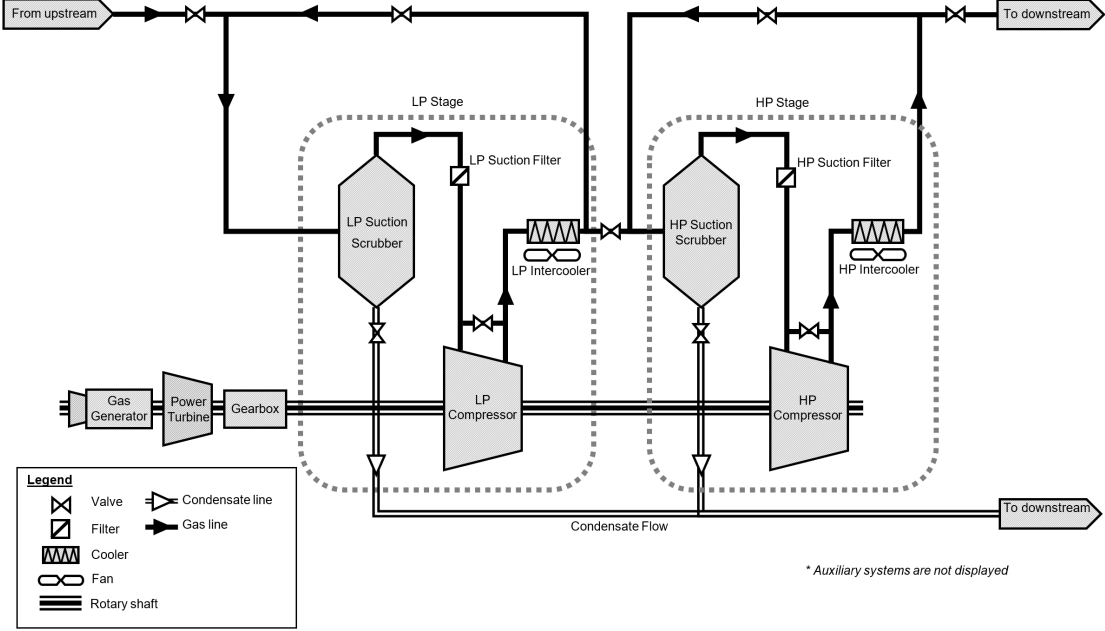 From upstream
To downstream
LP Stage
HP Stage
LP Suction Filter
HP Suction Filter
LP Suction
Scrubber
HP Suction
Scrubber
LP Intercooler
HP Intercooler
Gas
Generator
Power
Turbine
Gearbox
LP
Compressor
HP
Compressor
To downstream
Condensate Flow
Legend
Valve
Condensate line
Filter
Gas line
Cooler
Fan
Rotary shaft
* Auxiliary systems are not displayed